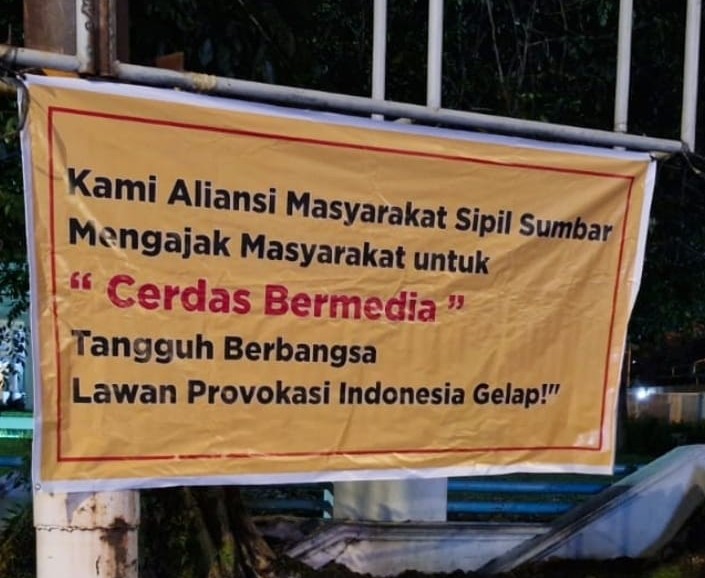 Kami Aliansi Masyarakat Sipil Sumbar
Mengajak Masyarakat untuk
“ Cerdas Bermedia ”
Tangguh Berbangsa
Lawan Provokasi Indonesia Gelap!"